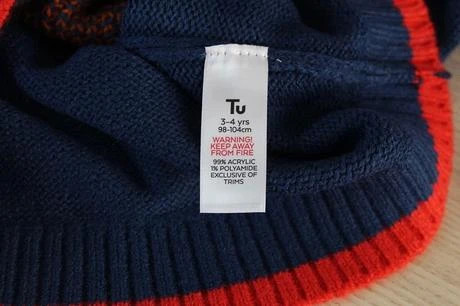 Tu
3-4 yrs
98-104cm
WARNING!
KEEP AWAY
FROM FIRE
99% ACRYLIC
1% POLYAMIDE
EXCLUSIVE OF
TRIMS